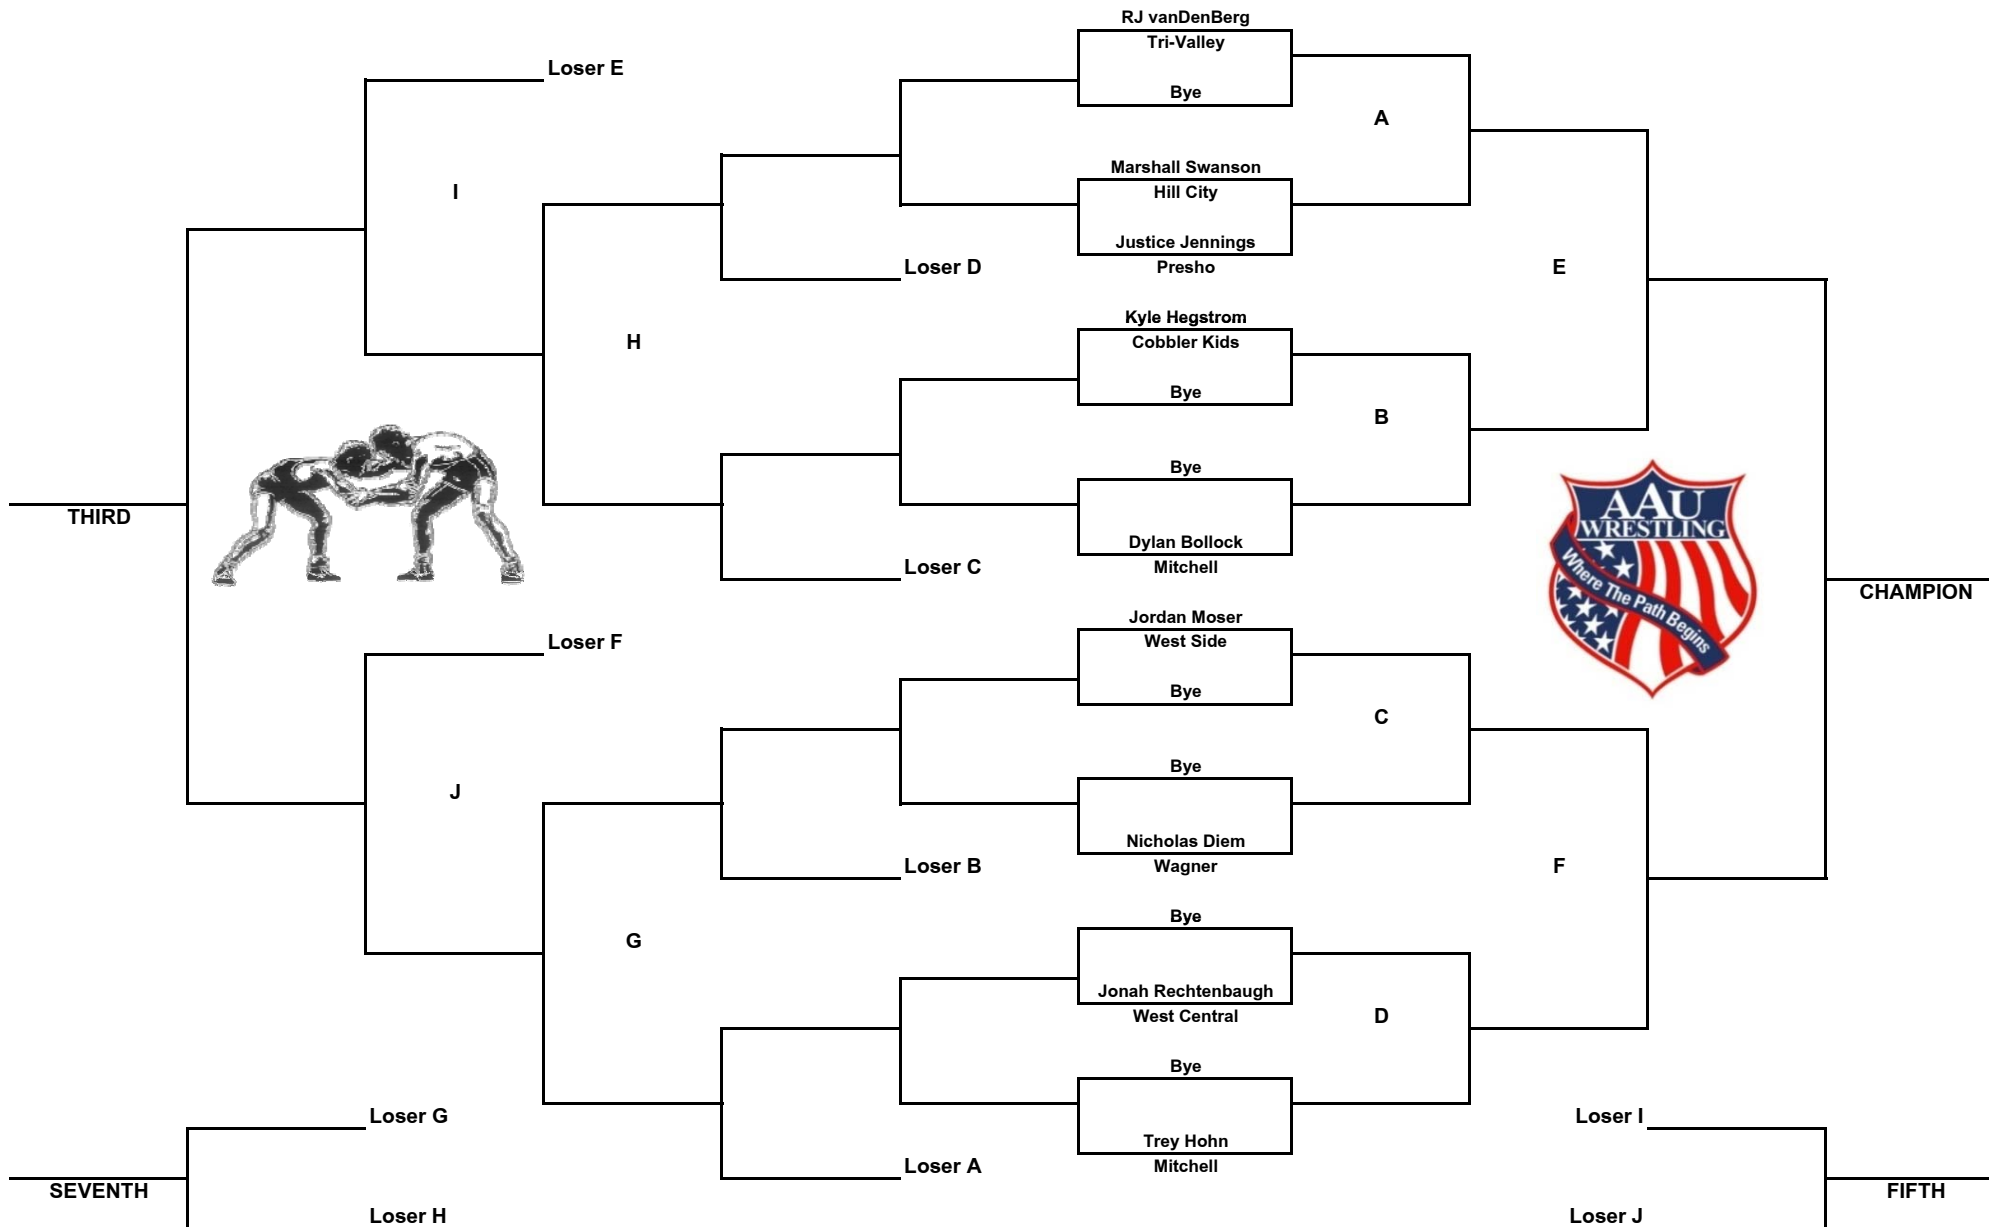 RJ vanDenBerg
Tri-Valley
Loser E
Bye
A
Marshall Swanson
I
Hill City
Justice Jennings
Loser D
Presho
E
Kyle Hegstrom
H
Cobbler Kids
Bye
B
Bye
AAU
WRESTLING
Where The Path Begins
THIRD
Dylan Bollock
Loser C
Mitchell
CHAMPION
Jordan Moser
Loser F
West Side
Bye
C
Bye
J
Nicholas Diem
Loser B
Wagner
F
Bye
G
Jonah Rechtenbaugh
West Central
D
Bye
Loser G
Loser I
Trey Hohn
Loser A
Mitchell
SEVENTH
FIFTH
Loser H
Loser J